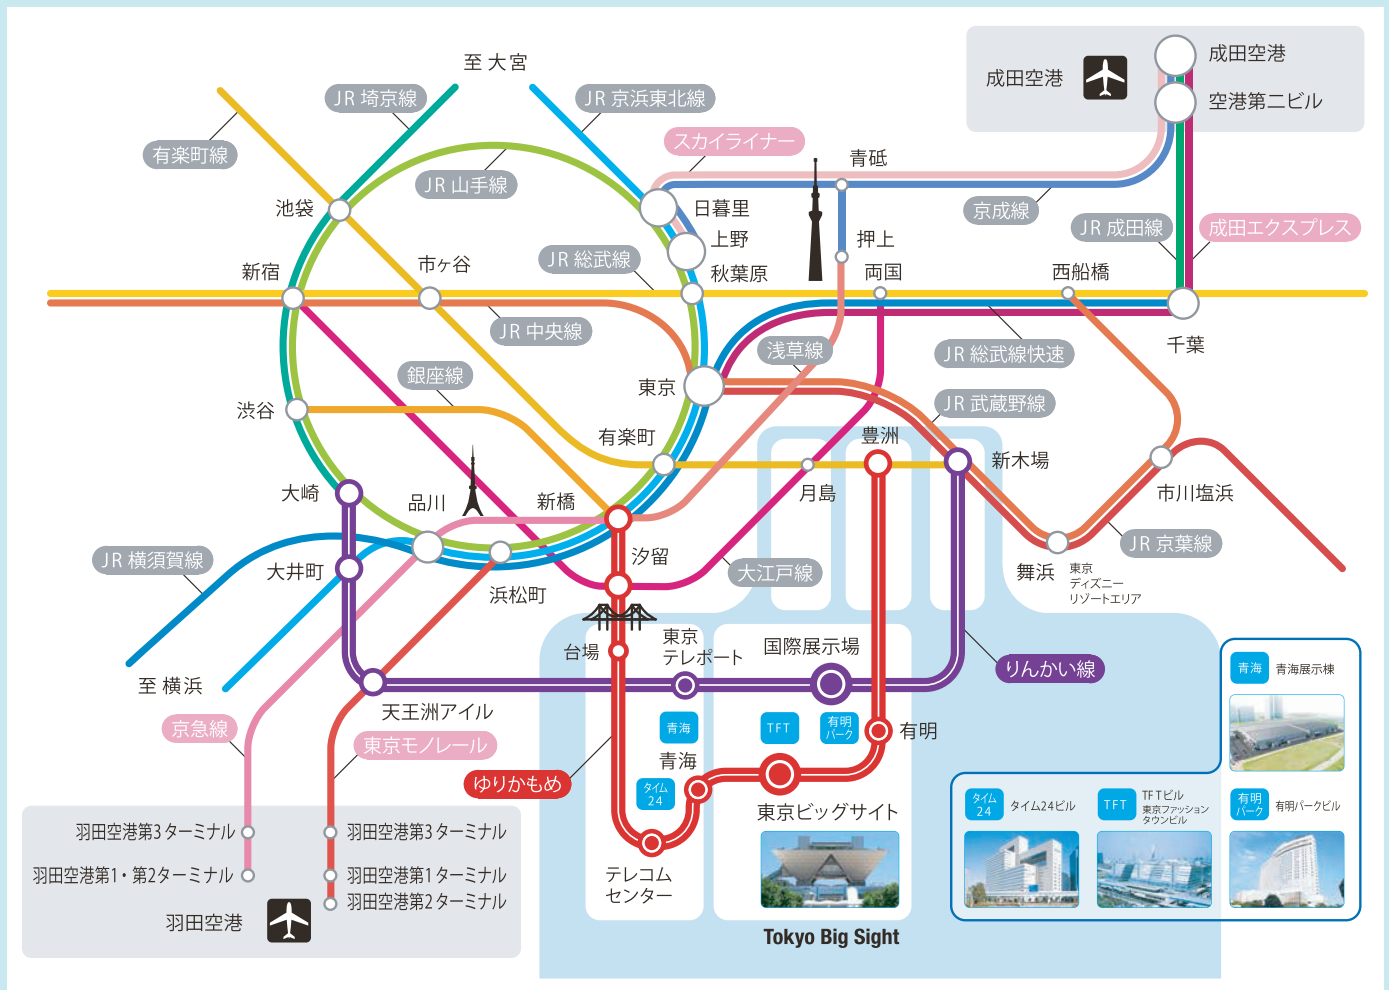 至 大宮
成田空港
成田空港
空港第二ビル
JR 埼京線
JR 京浜東北線
有楽町線
スカイライナー
青砥
JR 山手線
池袋
日暮里
京成線
上野
押上
JR 成田線
成田エクスプレス
新宿
市ヶ谷
JR 総武線
秋葉原
両国
西船橋
JR 中央線
浅草線
JR 総武線快速
千葉
銀座線
東京
渋谷
JR 武蔵野線
有楽町
豊洲
新木場
大崎
品川
新橋
月島
市川塩浜
JR 横須賀線
大井町
汐留
大江戸線
JR 京葉線
浜松町
舞浜
東京
ディズニー
リゾートエリア
台場
東京
テレポート
国際展示場
りんかい線
至 横浜
天王洲アイル
京急線
東京モノレール
青海
TFT
有明
パーク
有明
青海
ゆりかもめ
タイム
24
東京ビッグサイト
テレコム
センター
Tokyo Big Sight
羽田空港第3ターミナル
羽田空港第3ターミナル
羽田空港第1・第2ターミナル
羽田空港第1ターミナル
羽田空港第2ターミナル
羽田空港
青海
青海展示棟
タイム
24
タイム24ビル
TFT
TFTビル
東京ファッション
タウンビル
有明
パーク
有明パークビル